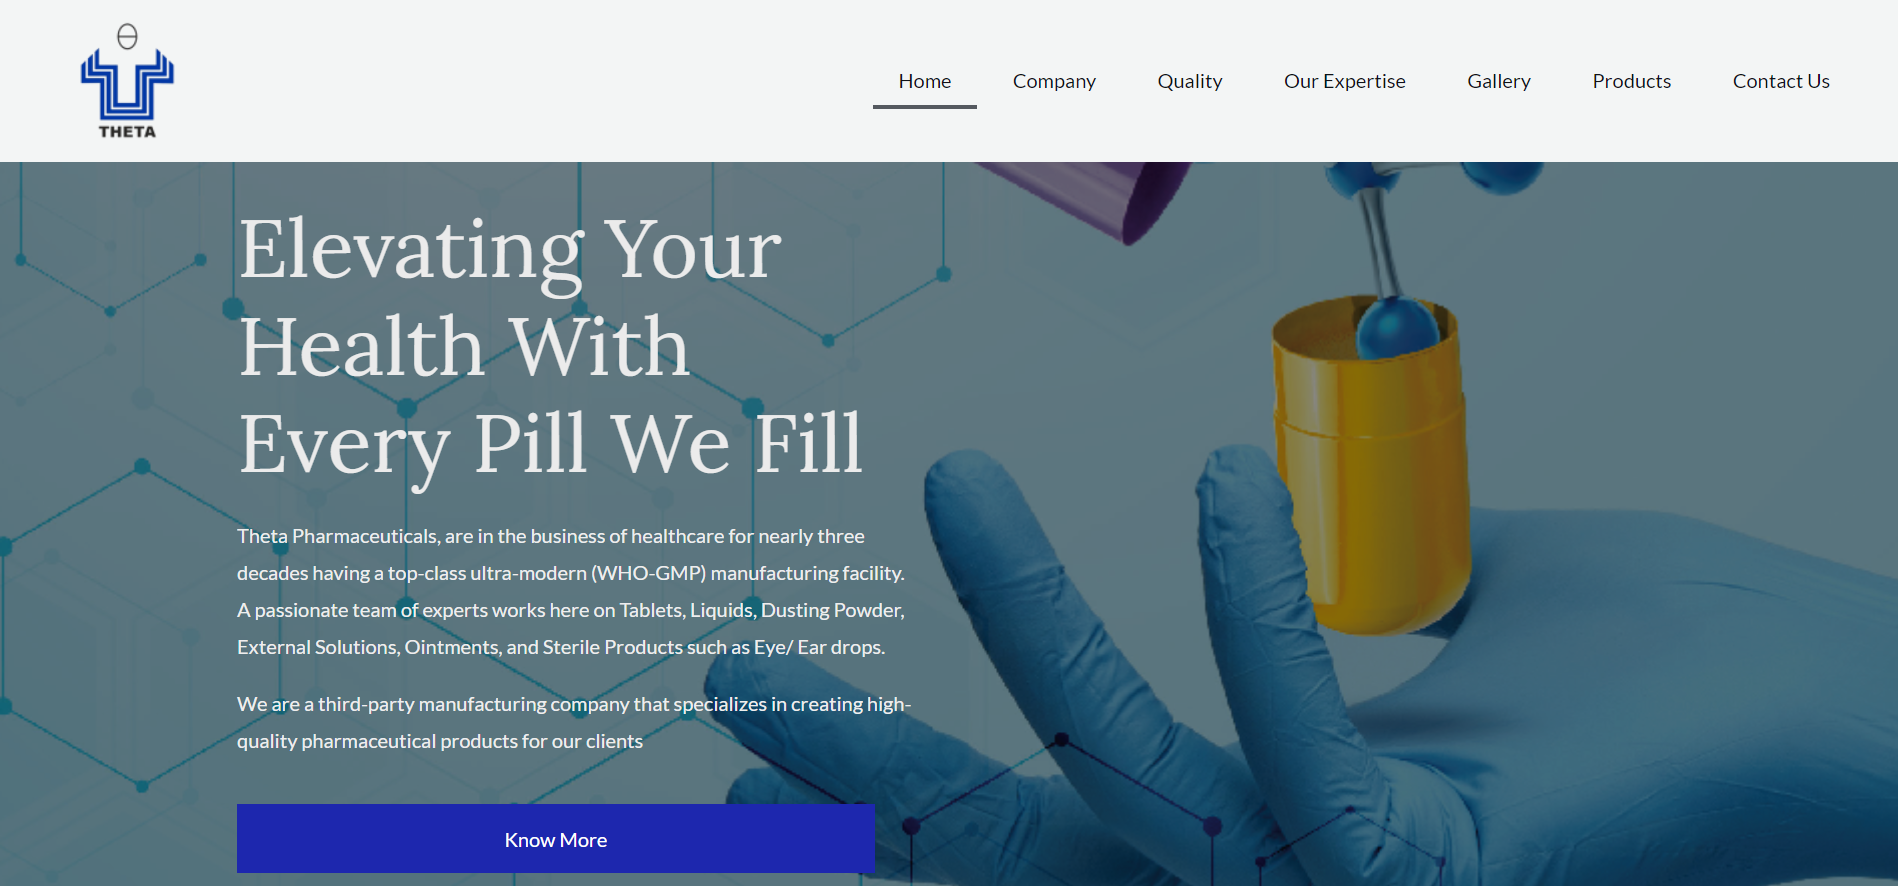 θ
THETA
Home
Company
Quality
Our Expertise
Gallery
Products
Contact Us
Elevating Your
Health With
Every Pill We Fill
Theta Pharmaceuticals, are in the business of healthcare for nearly three
decades having a top-class ultra-modern (WHO-GMP) manufacturing facility.
A passionate team of experts works here on Tablets, Liquids, Dusting Powder,
External Solutions, Ointments, and Sterile Products such as Eye/ Ear drops.
We are a third-party manufacturing company that specializes in creating high-
quality pharmaceutical products for our clients
Know More